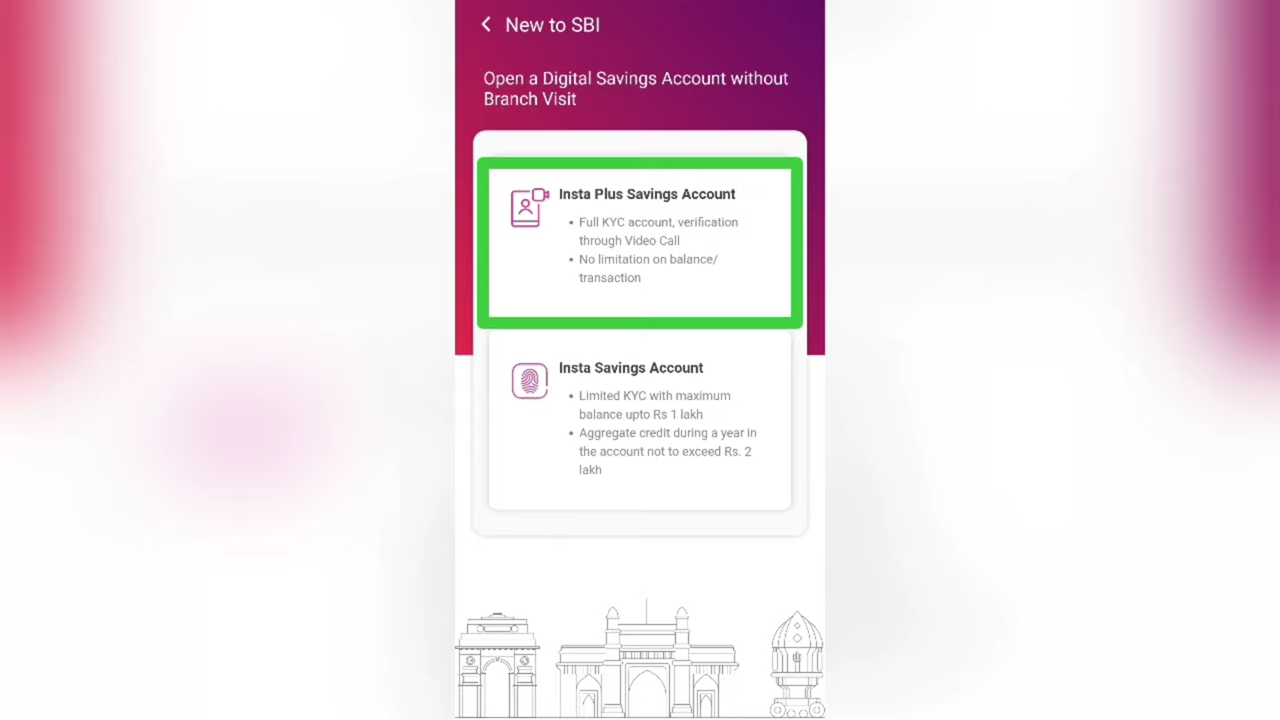 New to SBI
Open a Digital Savings Account without
Branch Visit
Insta Plus Savings Account
• Full KYC account, verification
through Video Call
• No limitation on balance/
transaction
Insta Savings Account
• Limited KYC with maximum
balance upto Rs 1 lakh
• Aggregate credit during a year in
the account not to exceed Rs. 2
lakh